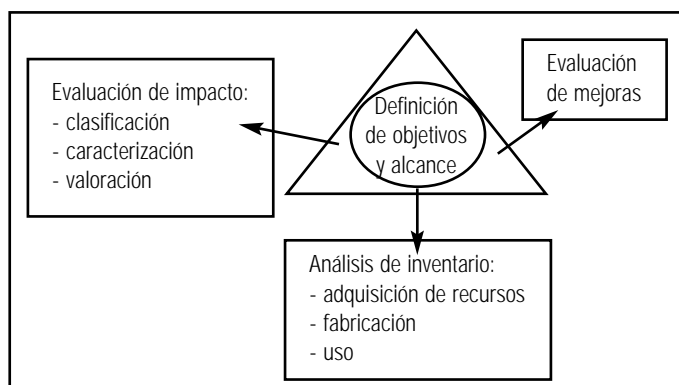 Evaluación de impacto:
- clasificación
- caracterización
- valoración
Definición
de objetivos
y alcance
Evaluación
de mejoras
Análisis de inventario:
- adquisición de recursos
- fabricación
- uso